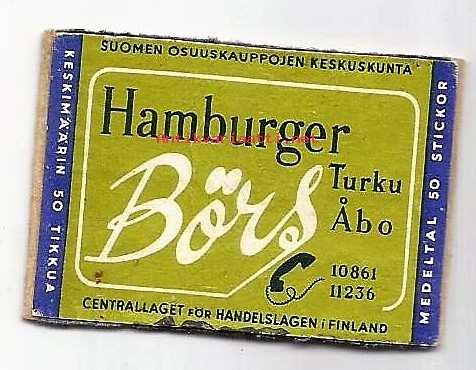 SUOMEN OSUUSKAUPPOJEN KESKUSKUNTA
KESKIMÄÄRIN 50 TIKKUA
Hamburger
Börs
Turku
Åbo
10861
11236
CENTRALLAGET FÖR HANDELSLAGEN i FINLAND
MEDELTAL. 50 STICKOR